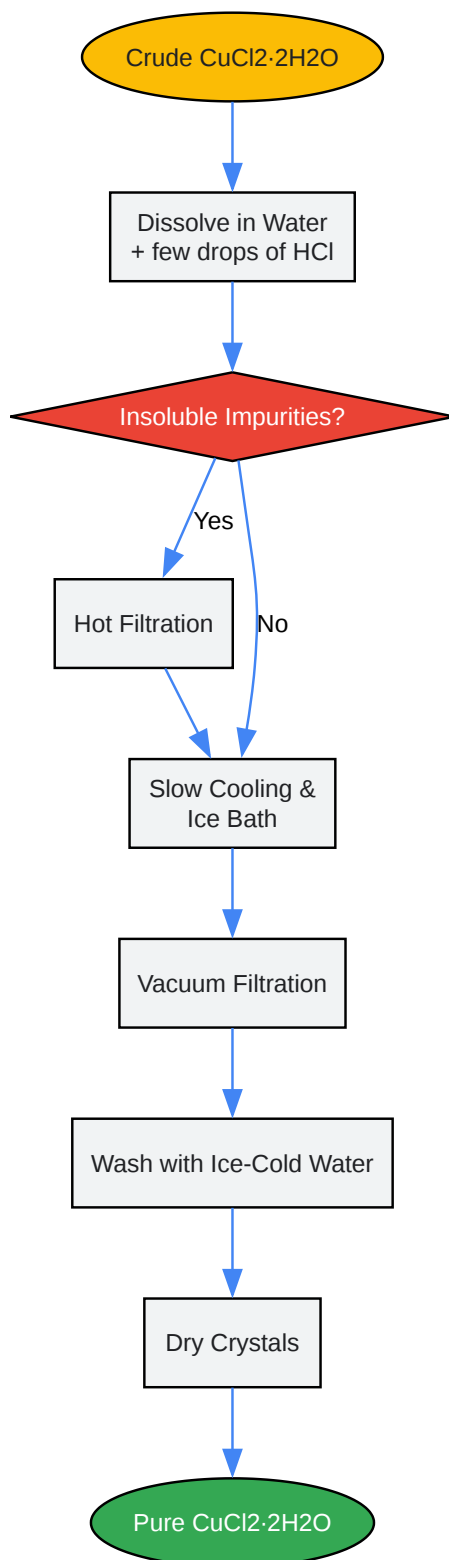 Crude CuCl2·2H2O
Dissolve in Water
+ few drops of HCl
Insoluble Impurities?
Yes
Hot Filtration
No
Slow Cooling &
Ice Bath
Vacuum Filtration
Wash with Ice-Cold Water
Dry Crystals
Pure CuCl2·2H2O